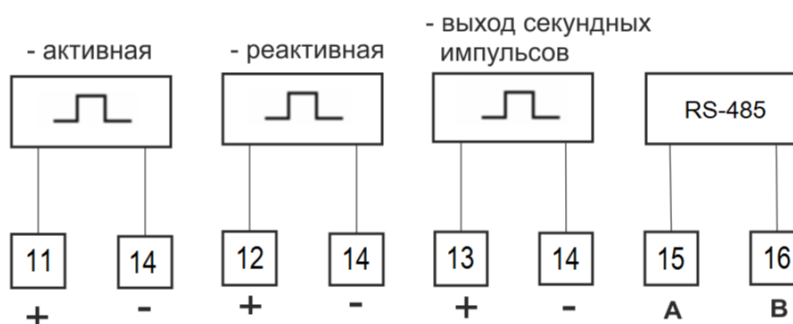 - активная
- реактивная
- выход секундных
импульсов
RS-485
11 14 12 14 13 14 15 16
+ - + - + - A B